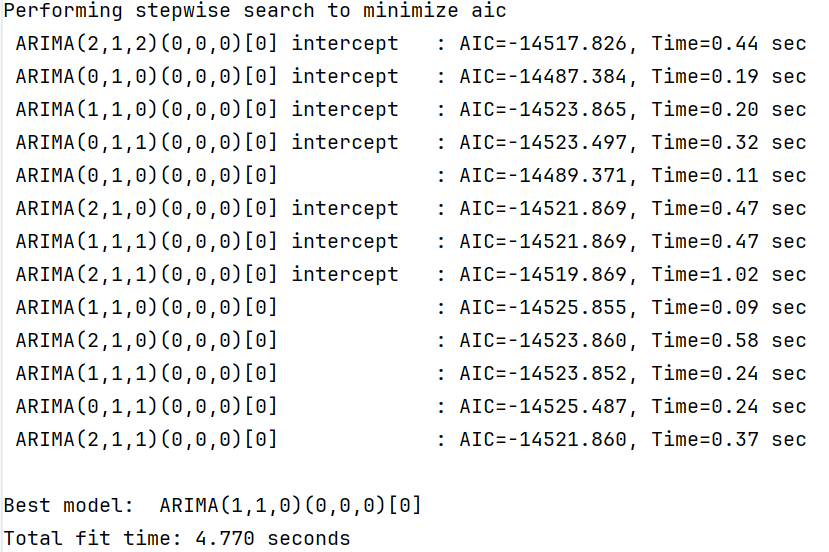 Performing stepwise search to minimize aic
 ARIMA(2,1,2)(0,0,0)[0] intercept   : AIC=-14517.826, Time=0.44 sec
 ARIMA(0,1,0)(0,0,0)[0] intercept   : AIC=-14487.384, Time=0.19 sec
 ARIMA(1,1,0)(0,0,0)[0] intercept   : AIC=-14523.865, Time=0.20 sec
 ARIMA(0,1,1)(0,0,0)[0] intercept   : AIC=-14523.497, Time=0.32 sec
 ARIMA(0,1,0)(0,0,0)[0]             : AIC=-14489.371, Time=0.11 sec
 ARIMA(2,1,0)(0,0,0)[0] intercept   : AIC=-14521.869, Time=0.47 sec
 ARIMA(1,1,1)(0,0,0)[0] intercept   : AIC=-14521.869, Time=0.47 sec
 ARIMA(2,1,1)(0,0,0)[0] intercept   : AIC=-14519.869, Time=1.02 sec
 ARIMA(1,1,0)(0,0,0)[0]             : AIC=-14525.855, Time=0.09 sec
 ARIMA(2,1,0)(0,0,0)[0]             : AIC=-14523.860, Time=0.58 sec
 ARIMA(1,1,1)(0,0,0)[0]             : AIC=-14523.852, Time=0.24 sec
 ARIMA(0,1,1)(0,0,0)[0]             : AIC=-14525.487, Time=0.24 sec
 ARIMA(2,1,1)(0,0,0)[0]             : AIC=-14521.860, Time=0.37 sec

Best model:  ARIMA(1,1,0)(0,0,0)[0]
Total fit time: 4.770 seconds